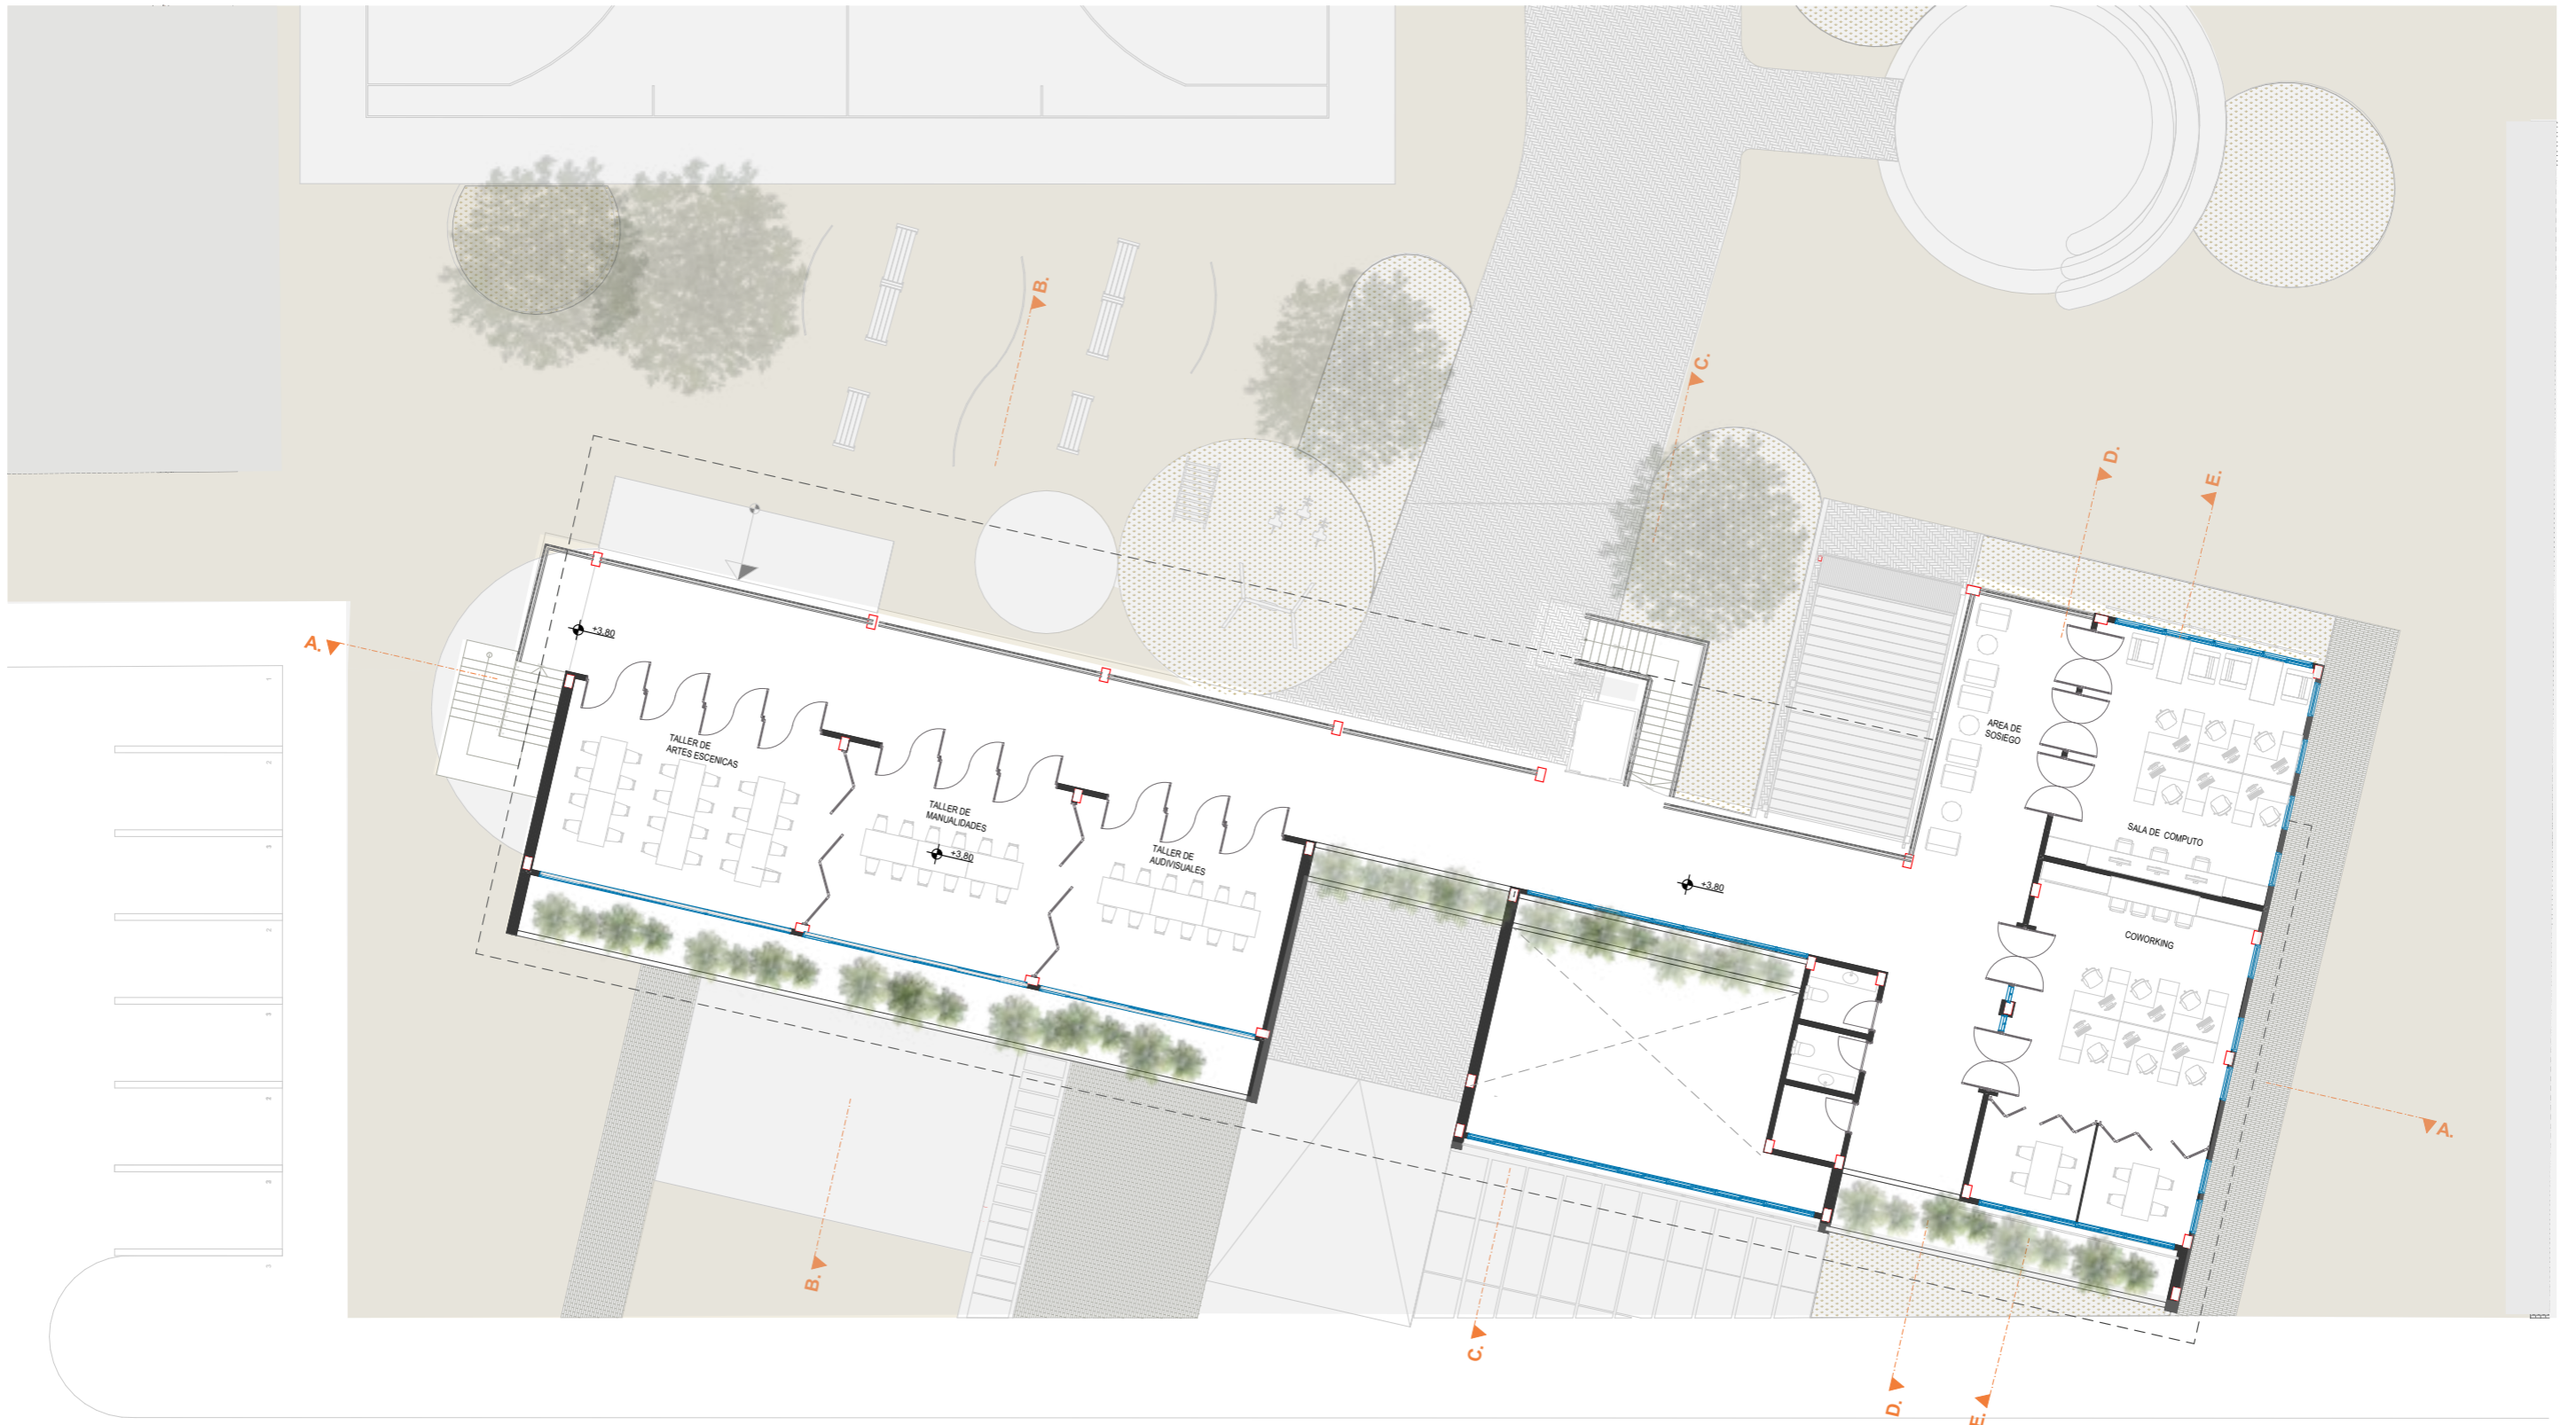 B.
C.
D.
E.
+3.80
A.
AREA DE
SOSIEGO
TALLER DE
ARTES ESCENICAS
TALLER DE
MANUALIDADES
SALA DE COMPUTO
+3.80
TALLER DE
AUDIVISUALES
+3.80
COWORKING
A.
B.
C.
D.
E.